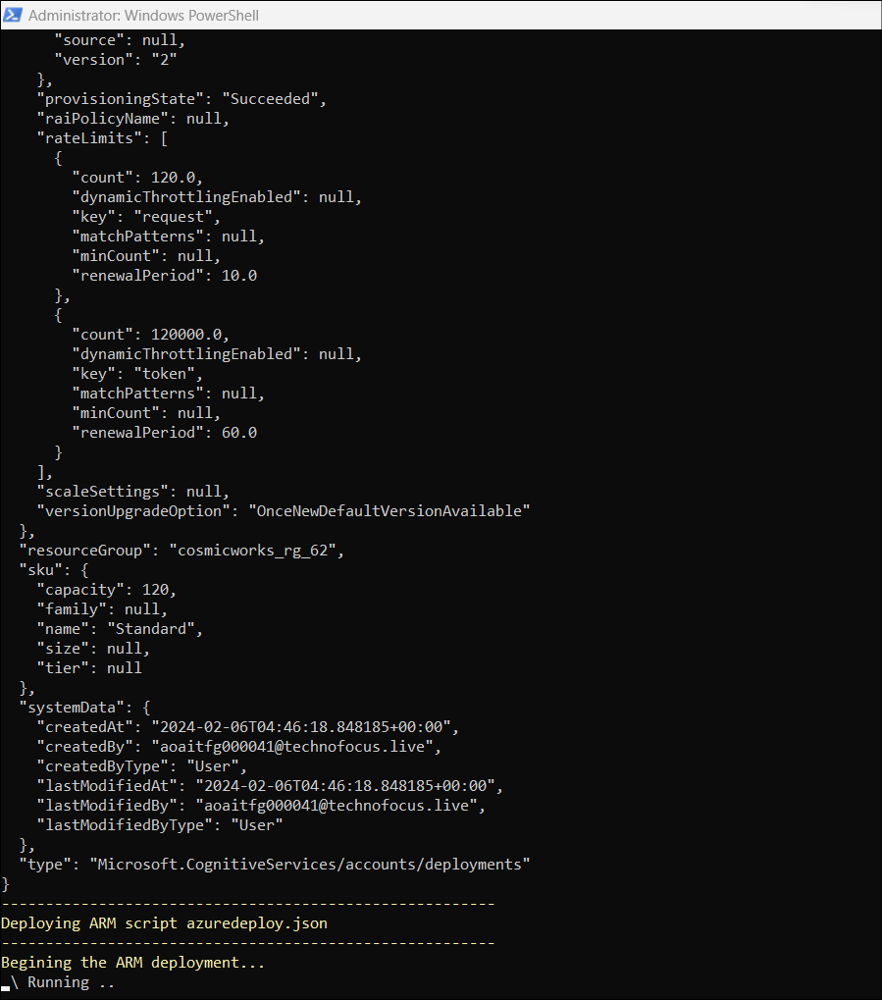 Administrator: Windows PowerShell
"source": null,
"version": "2"
},
"provisioningState": "Succeeded",
"raiPolicyName": null,
"rateLimits": [
{
"count": 120.0,
"dynamicThrottlingEnabled": null,
"key": "request",
"matchPatterns": null,
"minCount": null,
"renewalPeriod": 10.0
},
{
"count": 120000.0,
"dynamicThrottlingEnabled": null,
"key": "token",
"matchPatterns": null,
"minCount": null,
"renewalPeriod": 60.0
}
],
"scaleSettings": null,
"versionUpgradeOption": "OnceNewDefaultVersionAvailable"
},
"resourceGroup": "cosmicworks_rg_62",
"sku": {
"capacity": 120,
"family": null,
"name": "Standard",
"size": null,
"tier": null
},
"systemData": {
"createdAt": "2024-02-06T04:46:18.848185+00:00",
"createdBy": "aoaitfg000041@technofocus.live",
"createdByType": "User",
"lastModifiedAt": "2024-02-06T04:46:18.848185+00:00",
"lastModifiedBy": "aoaitfg000041@technofocus.live",
"lastModifiedByType": "User"
},
"type": "Microsoft.CognitiveServices/accounts/deployments"
}
--------------------------------------------------------
Deploying ARM script azuredeploy.json
--------------------------------------------------------
Begining the ARM deployment...
\ Running ..